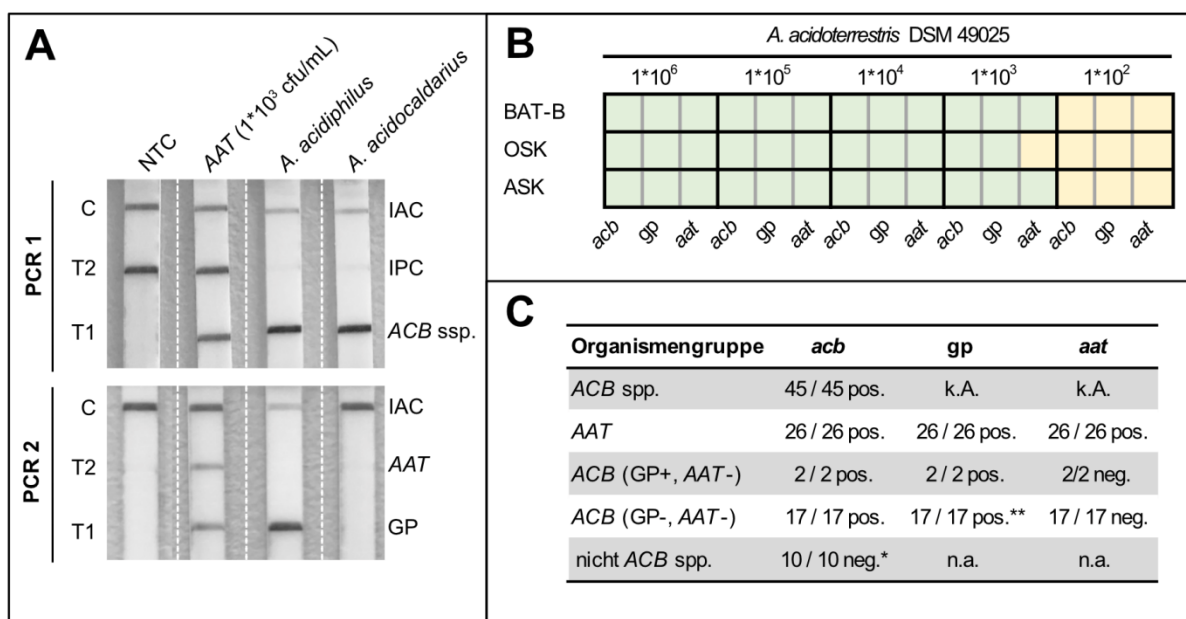 A
NTC
AAT (1*10³ cfu/mL)
A. acidiphilus
A. acidocaldarius
PCR 1
C
IAC
T2
IPC
T1
ACB ssp.
PCR 2
C
IAC
T2
AAT
T1
GP
B
A. acidoterrestris DSM 49025
1*10⁶ 1*10⁵ 1*10⁴ 1*10³ 1*10²
BAT-B
OSK
ASK
acb gp aat acb gp aat acb gp aat acb gp aat acb gp aat
C
Organismengruppe acb gp aat
ACB spp. 45 / 45 pos. k.A. k.A.
AAT 26 / 26 pos. 26 / 26 pos. 26 / 26 pos.
ACB (GP+, AAT-) 2 / 2 pos. 2 / 2 pos. 2/2 neg.
ACB (GP-, AAT-) 17 / 17 pos. 17 / 17 pos.** 17 / 17 neg.
nicht ACB spp. 10 / 10 neg.* n.a. n.a.